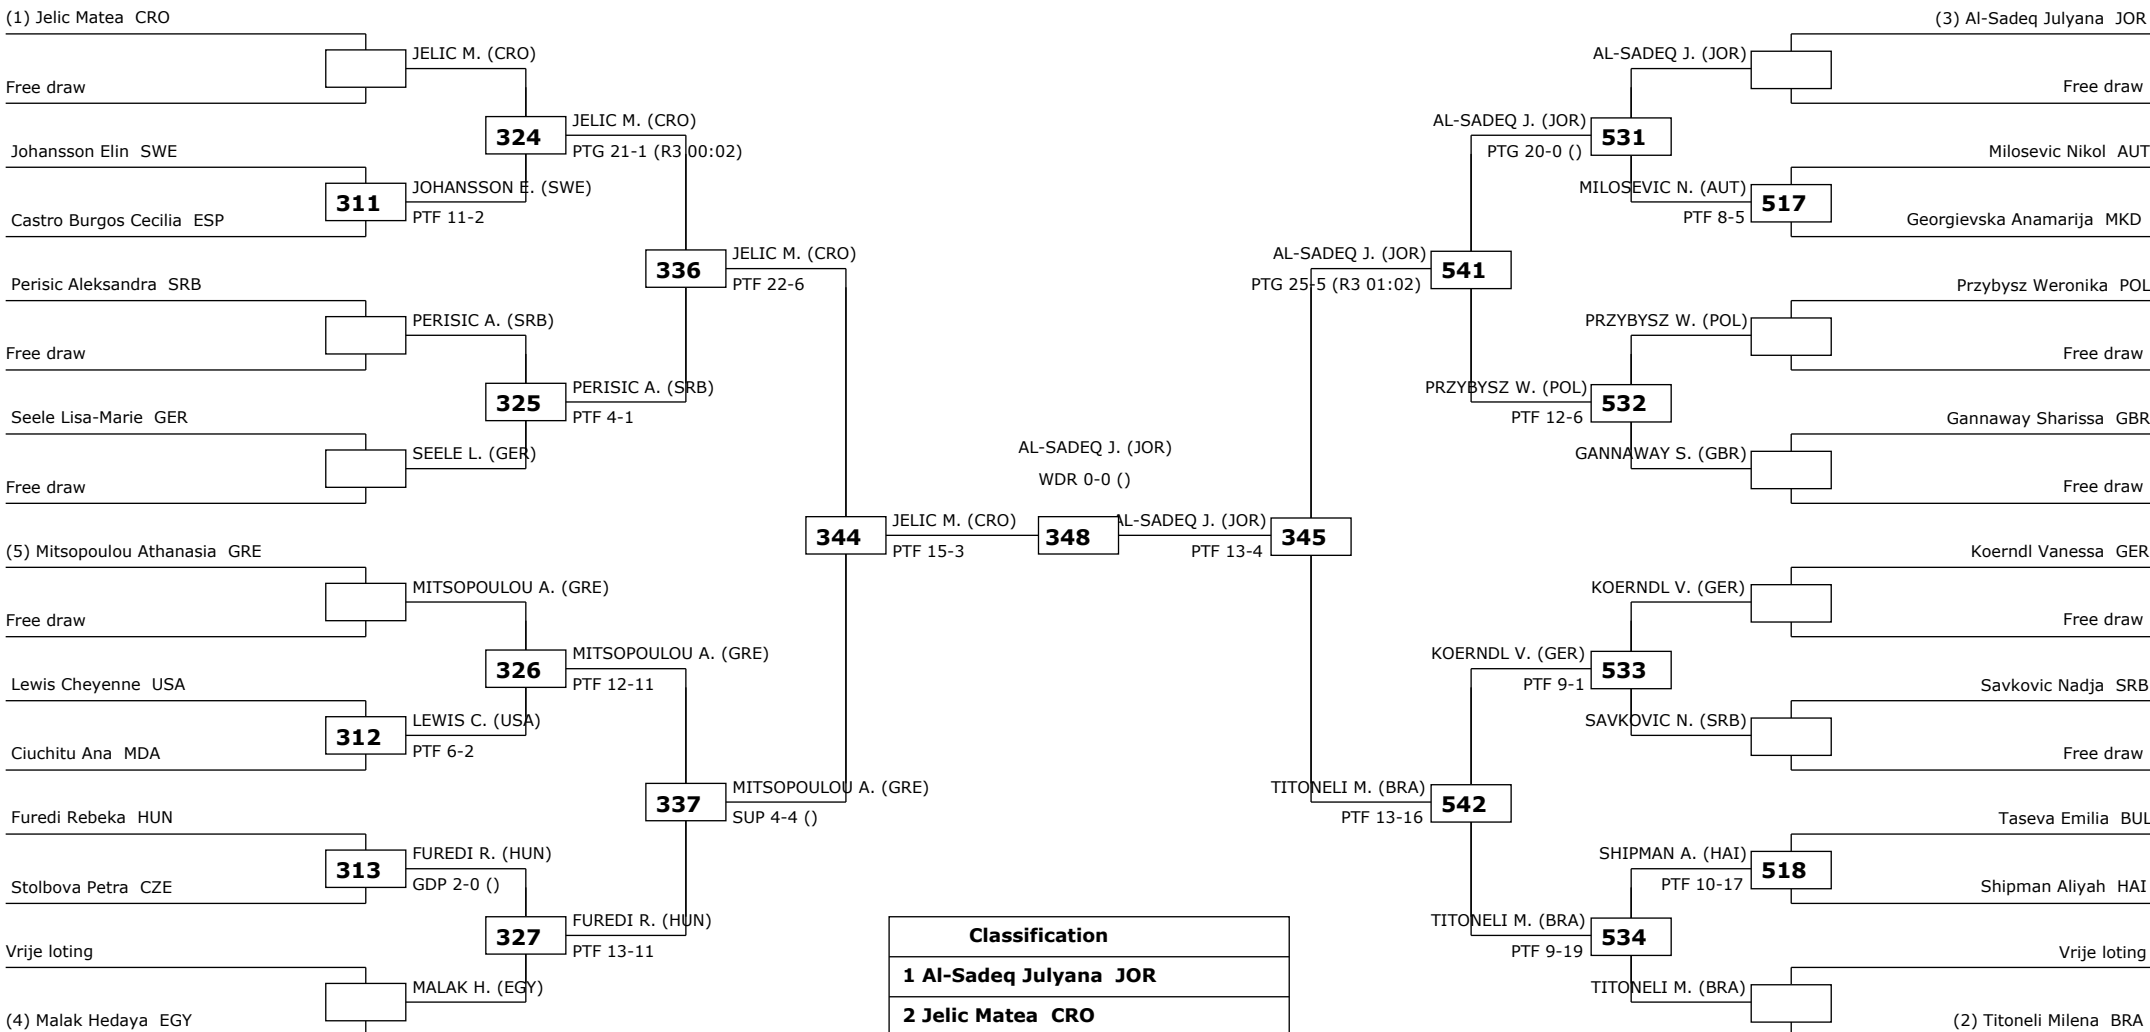 (1) Jelic Matea CRO
Free draw
JELIC M. (CRO)
324
JELIC M. (CRO)
PTG 21-1 (R3 00:02)
Johansson Elin SWE
311
JOHANSSON E. (SWE)
PTF 11-2
Castro Burgos Cecilia ESP
336
JELIC M. (CRO)
PTF 22-6
Perisic Aleksandra SRB
Free draw
PERISIC A. (SRB)
325
PERISIC A. (SRB)
PTF 4-1
Seele Lisa-Marie GER
SEELE L. (GER)
Free draw
344
JELIC M. (CRO)
PTF 15-3
(5) Mitsopoulou Athanasia GRE
Free draw
MITSOPOULOU A. (GRE)
326
MITSOPOULOU A. (GRE)
PTF 12-11
Lewis Cheyenne USA
312
LEWIS C. (USA)
PTF 6-2
Ciuchitu Ana MDA
337
MITSOPOULOU A. (GRE)
SUP 4-4 ()
Furedi Rebeka HUN
313
FUREDI R. (HUN)
GDP 2-0 ()
Stolbova Petra CZE
327
FUREDI R. (HUN)
PTF 13-11
Vrije loting
MALAK H. (EGY)
(4) Malak Hedaya EGY
AL-SADEQ J. (JOR)
WDR 0-0 ()
348
Classification
1 Al-Sadeq Julyana JOR
2 Jelic Matea CRO
(3) Al-Sadeq Julyana JOR
AL-SADEQ J. (JOR)
Free draw
AL-SADEQ J. (JOR)
PTG 20-0 ()
531
Milosevic Nikol AUT
MILOSEVIC N. (AUT)
PTF 8-5
517
Georgievska Anamarija MKD
AL-SADEQ J. (JOR)
PTG 25-5 (R3 01:02)
541
Przybysz Weronika POL
PRZYBYSZ W. (POL)
Free draw
PRZYBYSZ W. (POL)
PTF 12-6
532
Gannaway Sharissa GBR
GANNAWAY S. (GBR)
Free draw
AL-SADEQ J. (JOR)
PTF 13-4
345
Koerndl Vanessa GER
KOERNDL V. (GER)
Free draw
KOERNDL V. (GER)
PTF 9-1
533
Savkovic Nadja SRB
SAVKOVIC N. (SRB)
Free draw
TITONELI M. (BRA)
PTF 13-16
542
Taseva Emilia BUL
SHIPMAN A. (HAI)
PTF 10-17
518
Shipman Aliyah HAI
TITONELI M. (BRA)
PTF 9-19
534
Vrije loting
TITONELI M. (BRA)
(2) Titoneli Milena BRA